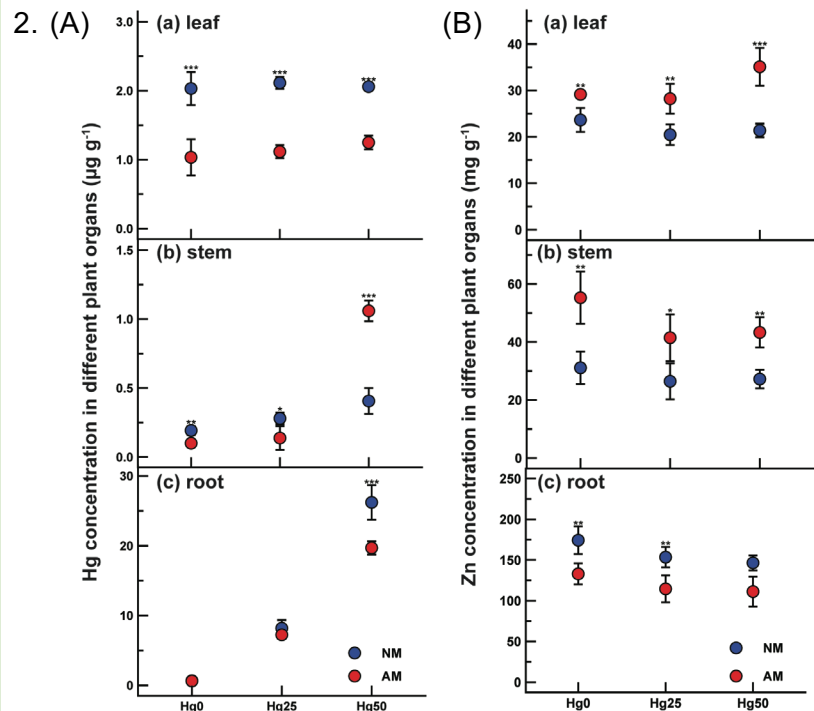 2. (A)
Hg concentration in different plant organs (µg g⁻¹)
(a) leaf
3.0
2.0
1.0
0.0
***
***
***
(b) stem
1.5
1.0
0.5
0.0
**
*
***
(c) root
30
20
10
0
***
NM
AM
Hg0 Hg25 Hg50
(B)
Zn concentration in different plant organs (mg g⁻¹)
(a) leaf
40
30
20
10
0
**
**
***
(b) stem
60
40
20
0
**
*
**
(c) root
250
200
150
100
50
0
**
**
NM
AM
Hg0 Hg25 Hg50